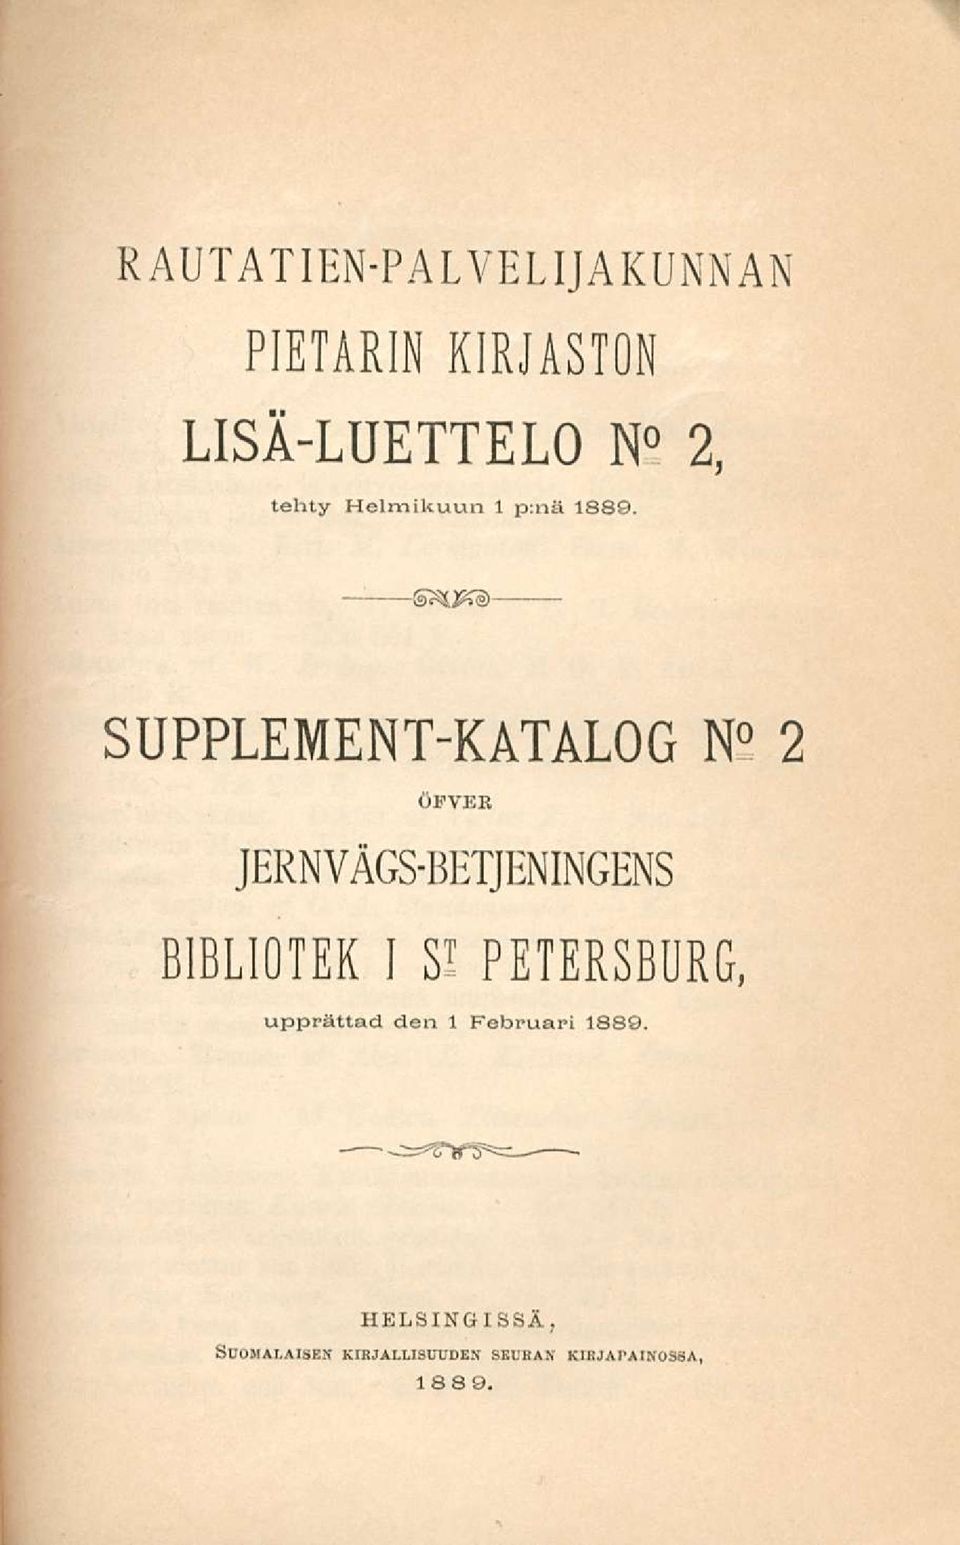 RAUTATIEN-PALVELIJAKUNNAN
PIETARIN KIRJASTON
LISÄ-LUETTELO Nº 2,
tehty Helmikuun 1 p:nä 1889.
SUPPLEMENT-KATALOG Nº 2
ÖFVER
JERNVÄGS-BETJENINGENS
BIBLIOTEK I ST PETERSBURG,
upprättad den 1 Februari 1889.
HELSINGISSÄ,
SUOMALAISEN KIRJALLISUUDEN SEURAN KIRJAPAINOSSA,
1889.